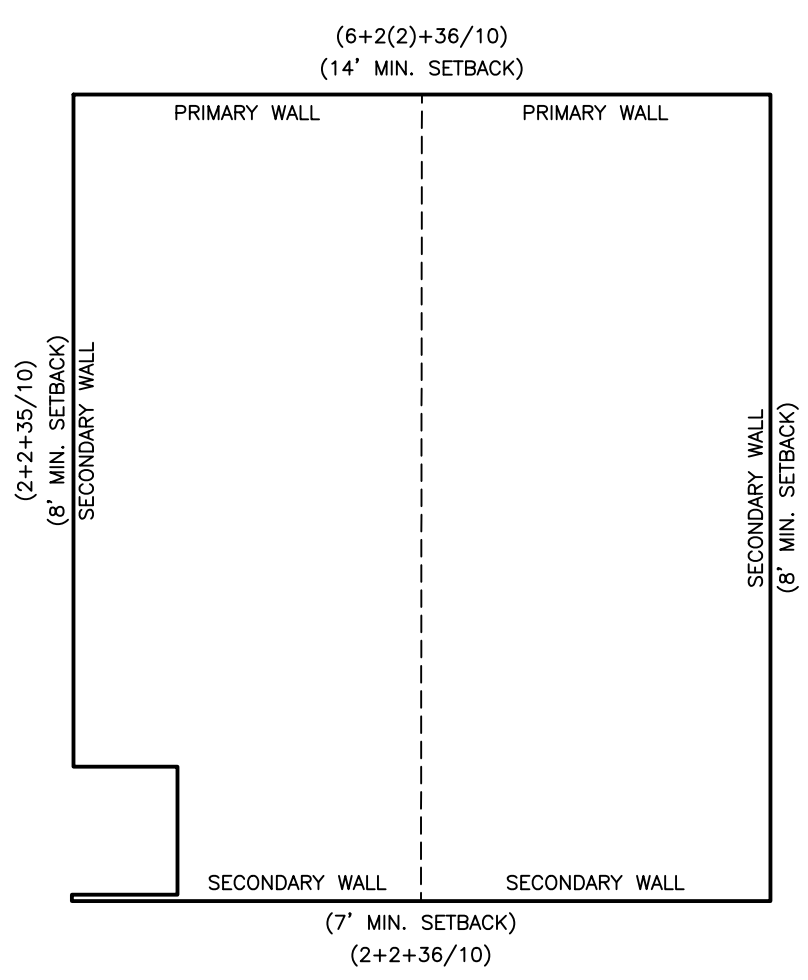 (6+2(2)+36/10)
(14' MIN. SETBACK)
PRIMARY WALL
PRIMARY WALL
(2+2+35/10)
(8' MIN. SETBACK)
SECONDARY WALL
SECONDARY WALL
(8' MIN. SETBACK)
SECONDARY WALL
SECONDARY WALL
(7' MIN. SETBACK)
(2+2+36/10)